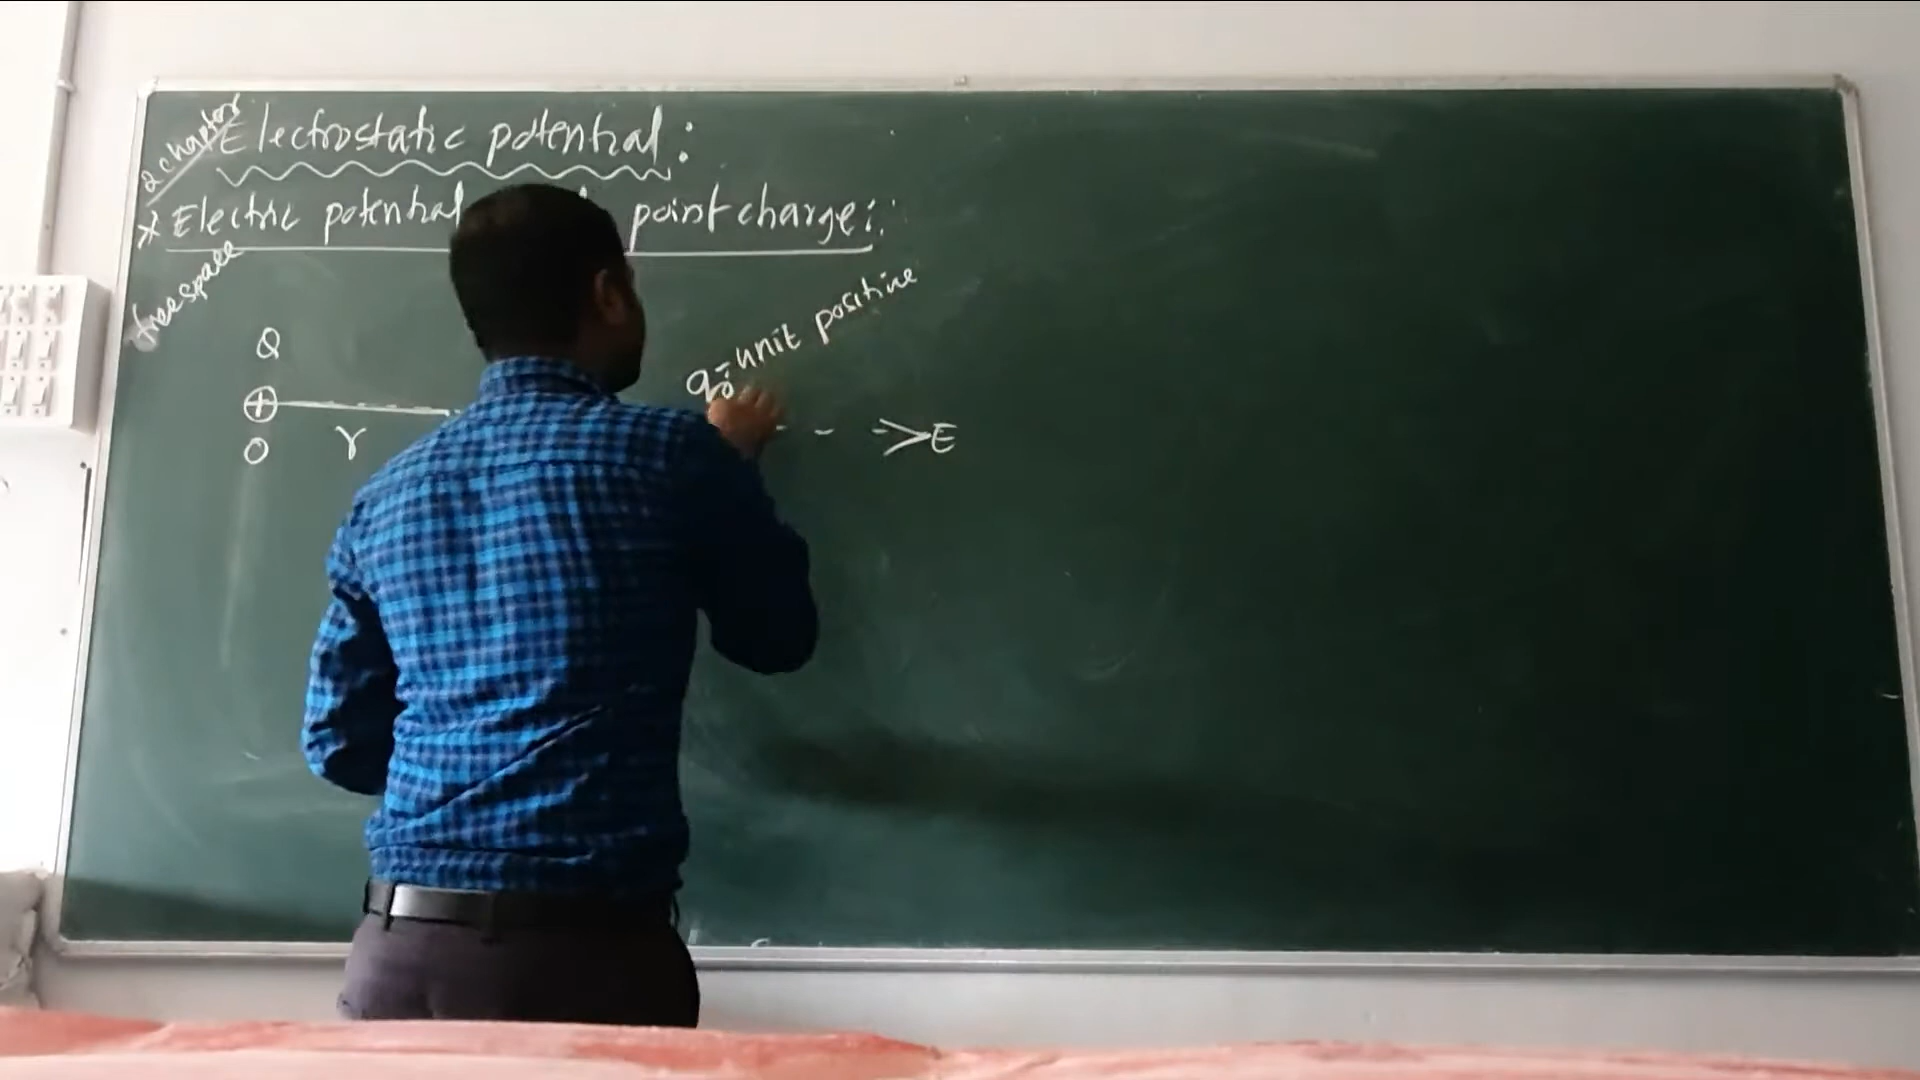 2 chapter
Electrostatic potential:
* Electric potential point charge:
free space
unit positive
Q
q₀-
+
E
O r